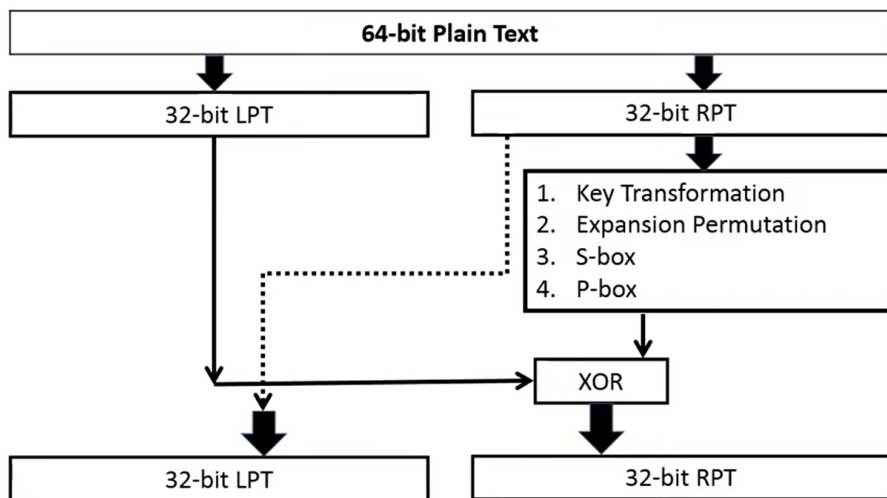 64-bit Plain Text
32-bit LPT
32-bit RPT
1. Key Transformation
2. Expansion Permutation
3. S-box
4. P-box
XOR
32-bit LPT
32-bit RPT